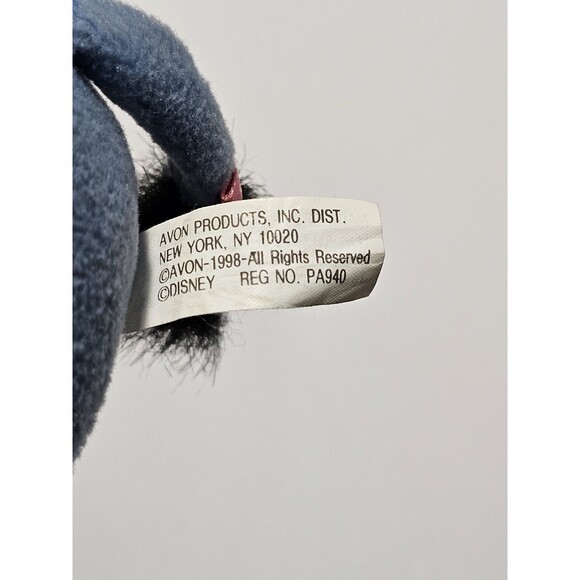 AVON PRODUCTS, INC. DIST.
NEW YORK, NY 10020
©AVON-1998-All Rights Reserved
©DISNEY REG NO. PA940